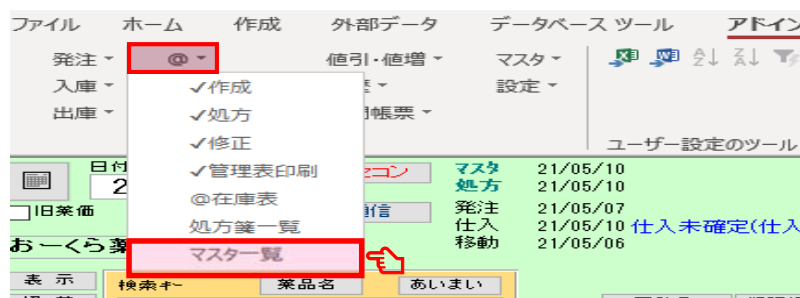 ファイル ホーム 作成 外部データ データベース ツール アドイン
発注 @ 値引・値増 マスタ
入庫 設定
出庫 帳票
✓作成
✓処方
✓修正
✓管理表印刷
@在庫表
処方箋一覧
マスタ一覧
ユーザー設定のツール
日付
2
旧薬価
おーくら薬
セコン
通信
マスタ 21/05/10
処方 21/05/10
発注 21/05/07
仕入 21/05/10 仕入未確定(仕入
移動 21/05/06
表 示 検索キー 薬品名 あいまい